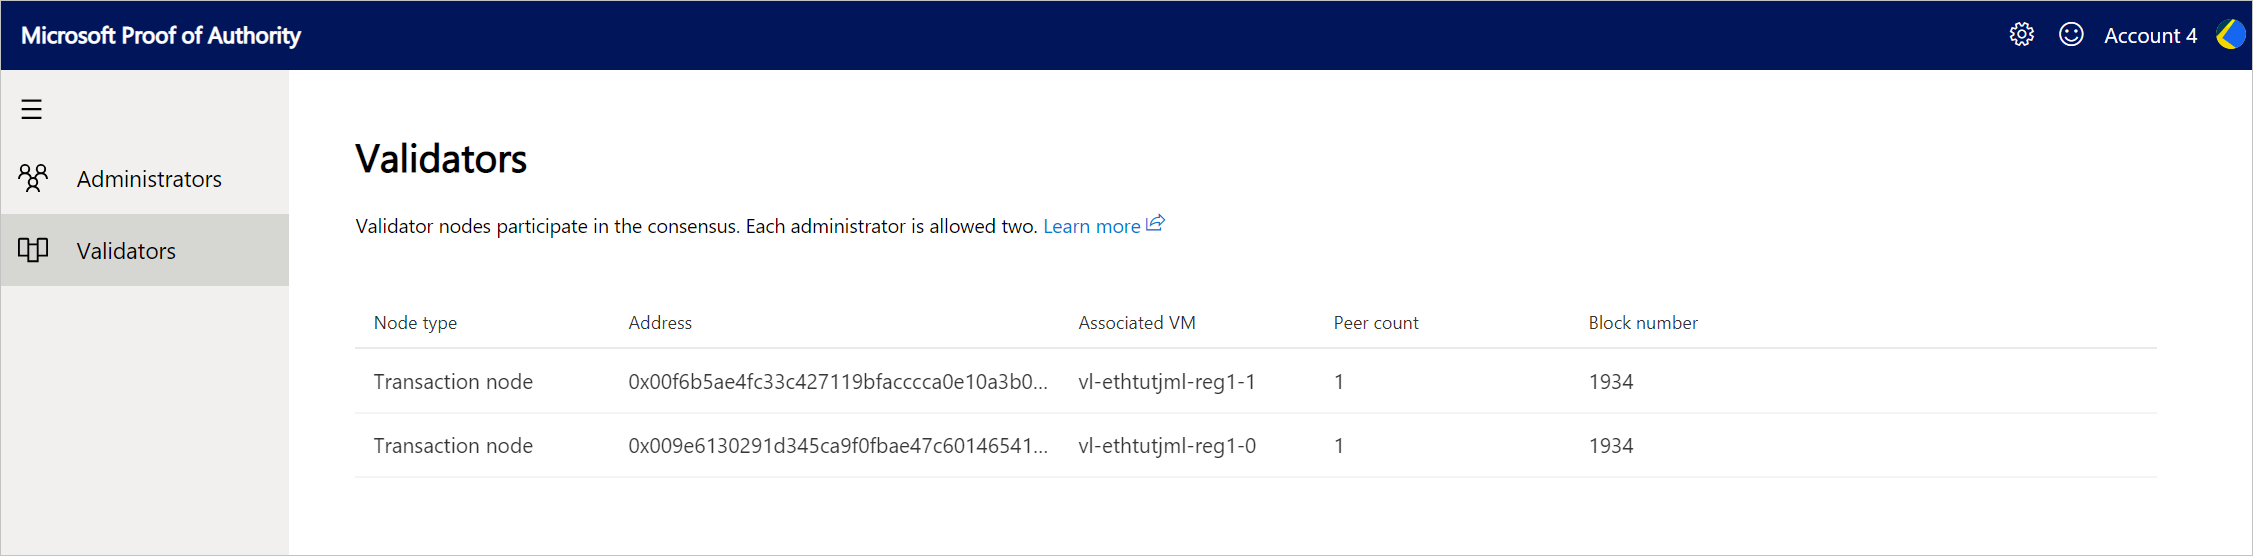 Microsoft Proof of Authority
Account 4
Administrators
Validators
Validators
Validator nodes participate in the consensus. Each administrator is allowed two. Learn more
Node type Address Associated VM Peer count Block number
Transaction node 0x00f6b5ae4fc33c427119bfacccca0e10a3b0... vl-ethtutjml-reg1-1 1 1934
Transaction node 0x009e6130291d345ca9f0fbae47c60146541... vl-ethtutjml-reg1-0 1 1934